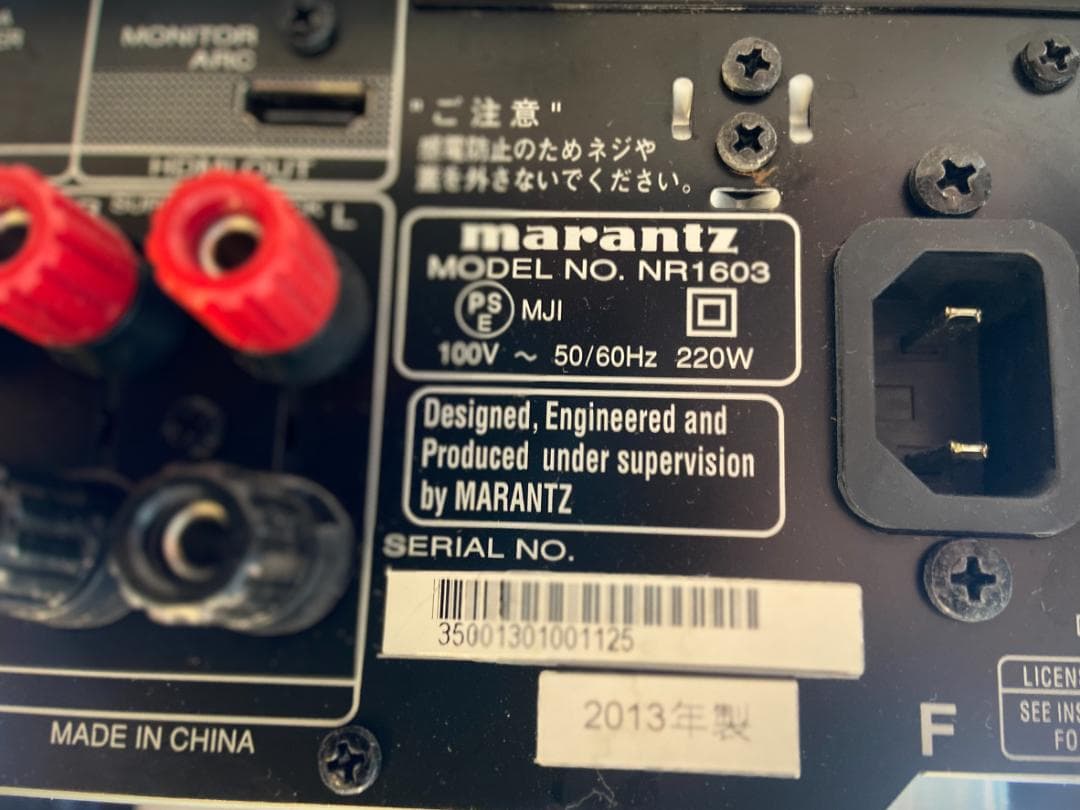 MONITOR
ARC
HDMI OUT
L
"ご注意"
感電防止のためネジや
蓋を外さないでください。
marantz
MODEL NO. NR1603
PS
E
MJI
100V ～ 50/60Hz 220W
Designed, Engineered and
Produced under supervision
by MARANTZ
SERIAL NO.
35001301001125
2013年製
MADE IN CHINA
F
SEE